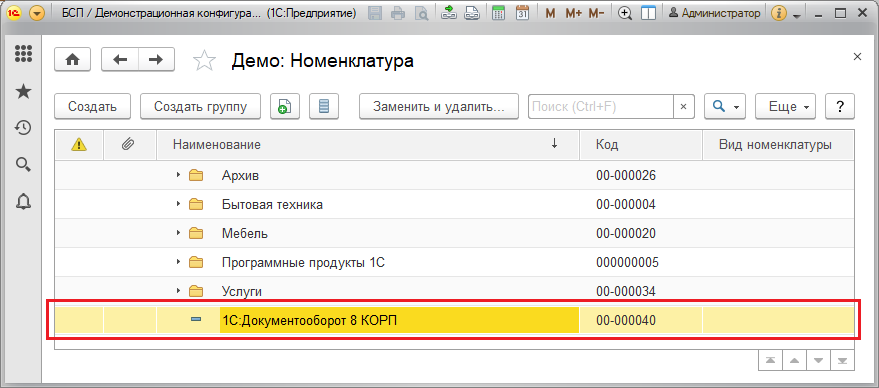 1С БСП / Демонстрационная конфигура... (1С:Предприятие) M M+ M- Администратор
Демо: Номенклатура
Создать Создать группу Заменить и удалить... Поиск (Ctrl+F) × Еще ?
Наименование ↓ Код Вид номенклатуры
Архив 00-000026
Бытовая техника 00-000004
Мебель 00-000020
Программные продукты 1С 000000005
Услуги 00-000034
1С:Документооборот 8 КОРП 00-000040